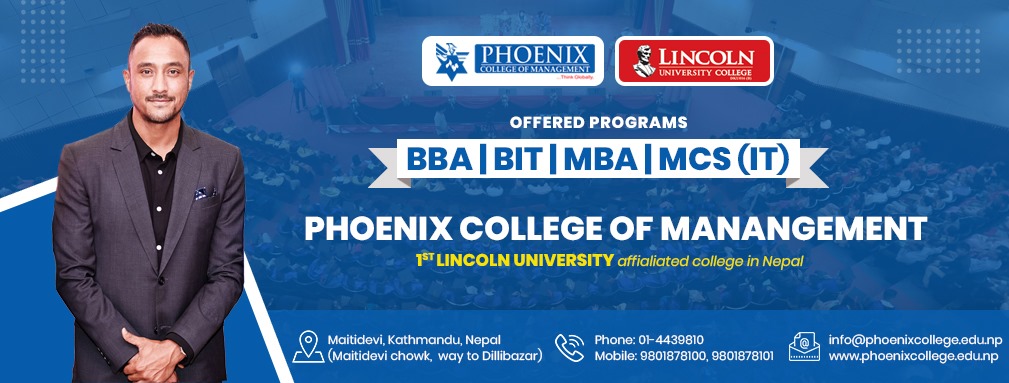 PHOENIX
COLLEGE OF MANAGEMENT
...Think Globally.
LINCOLN
UNIVERSITY COLLEGE
OFFERED PROGRAMS
BBA | BIT | MBA | MCS (IT)
PHOENIX COLLEGE OF MANANGEMENT
1ST LINCOLN UNIVERSITY affialiated college in Nepal
Maitidevi, Kathmandu, Nepal
(Maitidevi chowk, way to Dillibazar)
Phone: 01-4439810
Mobile: 9801878100, 9801878101
info@phoenixcollege.edu.np
www.phoenixcollege.edu.np